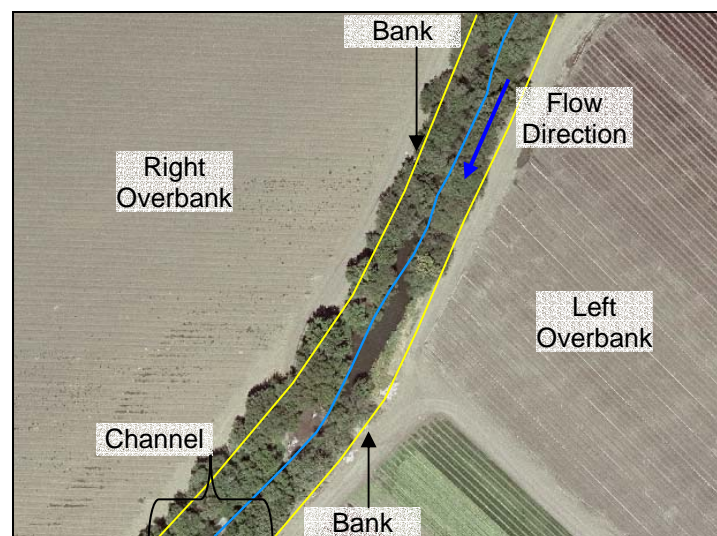 Bank
Flow
Direction
Right
Overbank
Left
Overbank
Channel
Bank